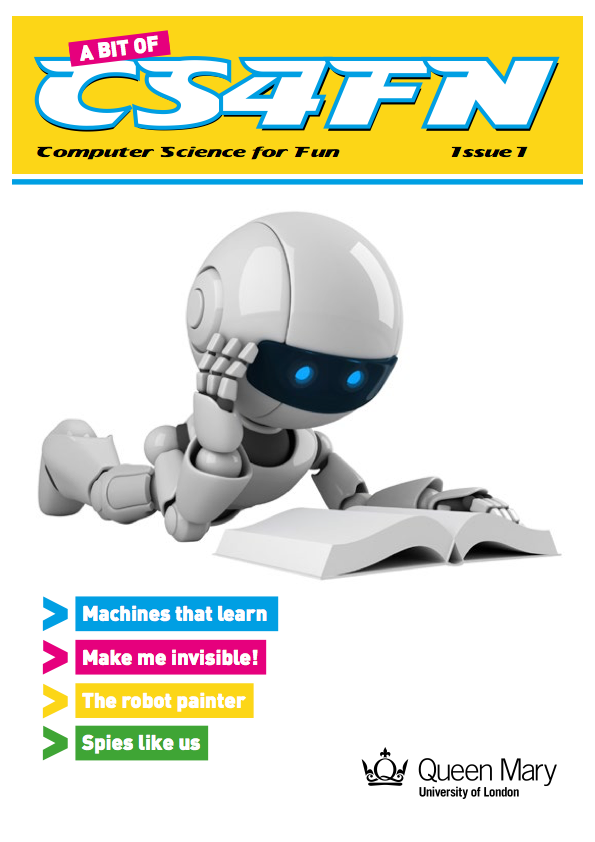 A BIT OF
CS4FN
Computer Science for Fun Issue 1
Machines that learn
Make me invisible!
The robot painter
Spies like us
Queen Mary
University of London